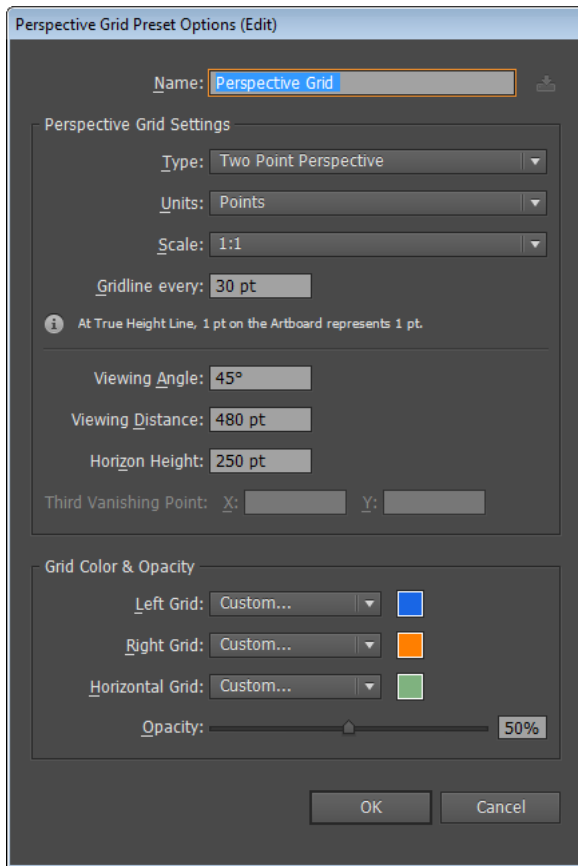 Perspective Grid Preset Options (Edit)
Name: Perspective Grid
Perspective Grid Settings
Type: Two Point Perspective
Units: Points
Scale: 1:1
Gridline every: 30 pt
At True Height Line, 1 pt on the Artboard represents 1 pt.
Viewing Angle: 45°
Viewing Distance: 480 pt
Horizon Height: 250 pt
Third Vanishing Point: X: Y:
Grid Color & Opacity
Left Grid: Custom...
Right Grid: Custom...
Horizontal Grid: Custom...
Opacity: 50%
OK Cancel